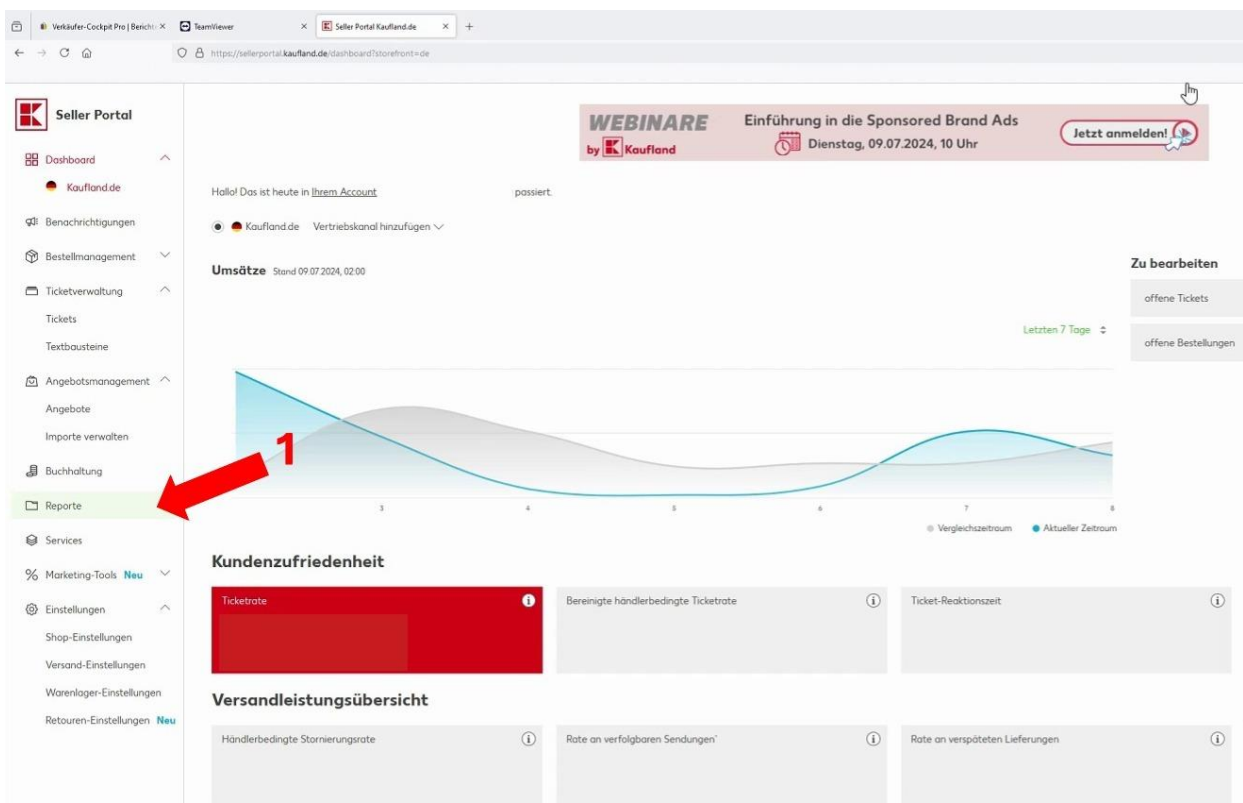 Verkäufer-Cockpit Pro | Bericht
TeamViewer
Seller Portal Kaufland.de
https://sellerportal.kaufland.de/dashboard?storefront=de
Seller Portal
Dashboard
Kaufland.de
Benachrichtigungen
Bestellmanagement
Ticketverwaltung
Tickets
Textbausteine
Angebotsmanagement
Angebote
Importe verwalten
Buchhaltung
Reporte
Services
Marketing-Tools Neu
Einstellungen
Shop-Einstellungen
Versand-Einstellungen
Warenlager-Einstellungen
Retouren-Einstellungen Neu
1
WEBINARE
by Kaufland
Einführung in die Sponsored Brand Ads
Dienstag, 09.07.2024, 10 Uhr
Jetzt anmelden!
Hallo! Das ist heute in Ihrem Account passiert.
Kaufland.de Vertriebskanal hinzufügen
Umsätze Stand 09.07.2024, 02:00
Letzten 7 Tage
3 4 5 6 7 8
Vergleichszeitraum Aktueller Zeitraum
Zu bearbeiten
offene Tickets
offene Bestellungen
Kundenzufriedenheit
Ticketrate
Bereinigte händlerbedingte Ticketrate
Ticket-Reaktionszeit
Versandleistungsübersicht
Händlerbedingte Stornierungsrate
Rate an verfolgbaren Sendungen*
Rate an verspäteten Lieferungen